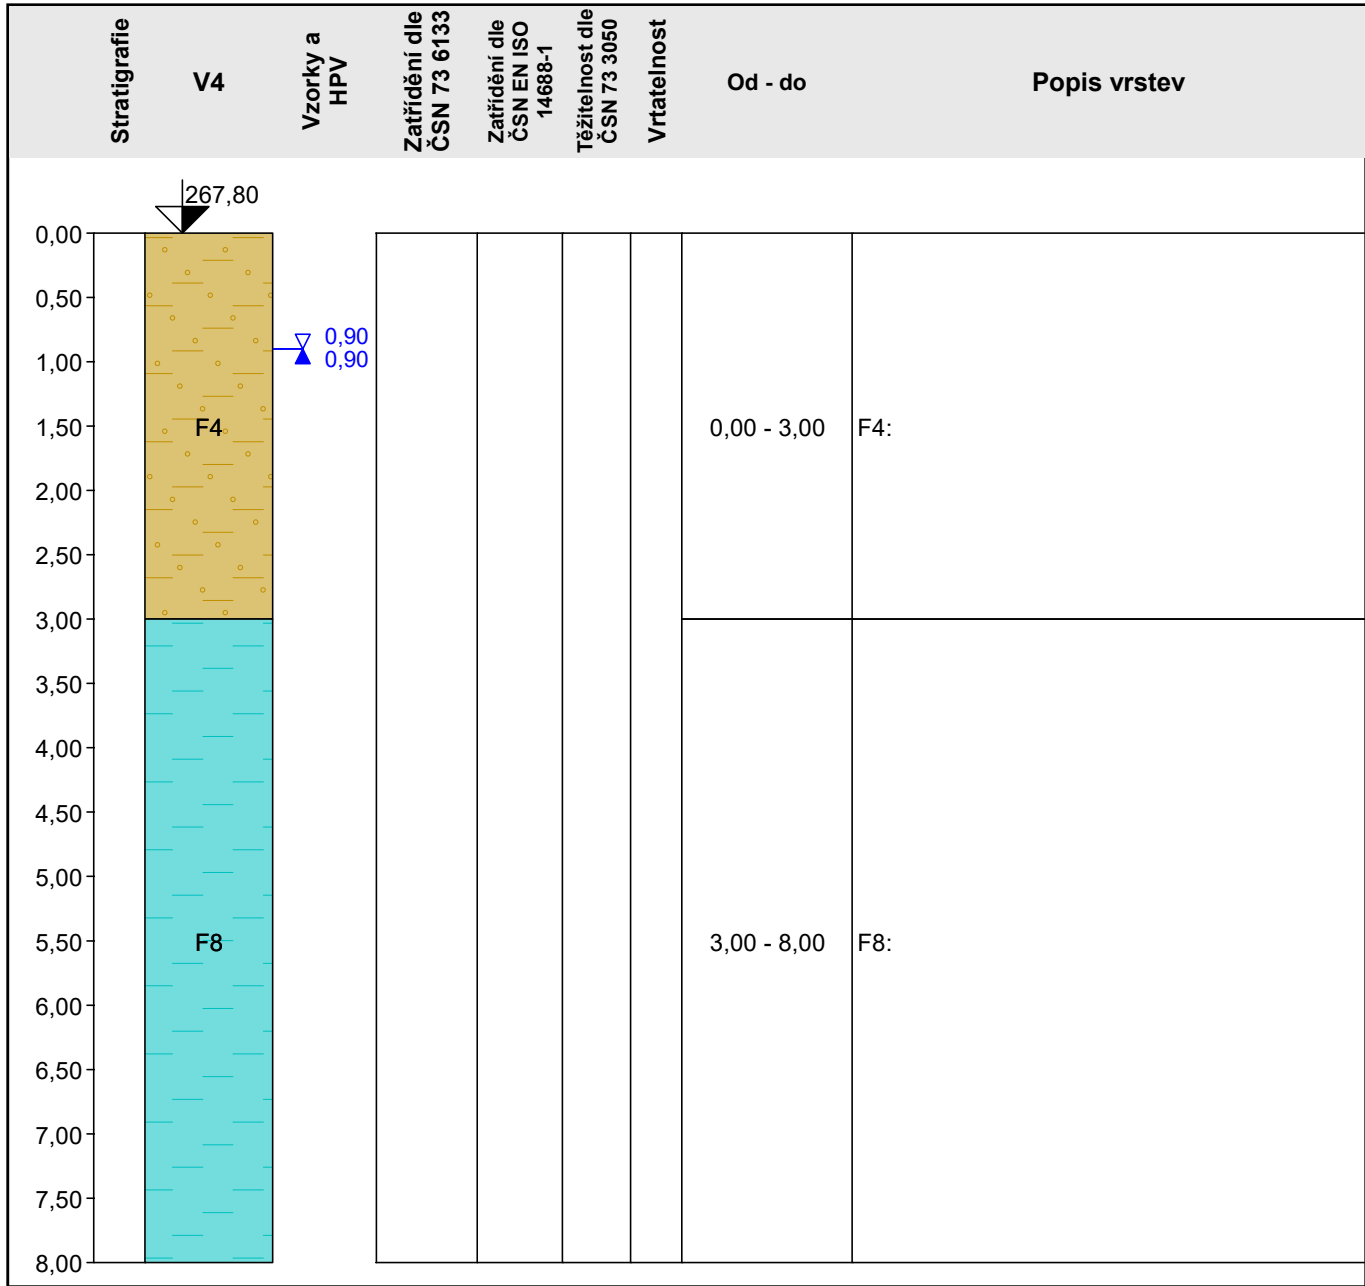 Stratigrafie
V4
Vzorky a
HPV
Zatřídění dle
ČSN 73 6133
Zatřídění dle
ČSN EN ISO
14688-1
Těžitelnost dle
ČSN 73 3050
Vrtatelnost
Od - do
Popis vrstev
267,80
0,00
0,50
0,90
0,90
1,00
1,50
F4
0,00 - 3,00
F4:
2,00
2,50
3,00
3,50
4,00
4,50
5,00
5,50
F8
3,00 - 8,00
F8:
6,00
6,50
7,00
7,50
8,00